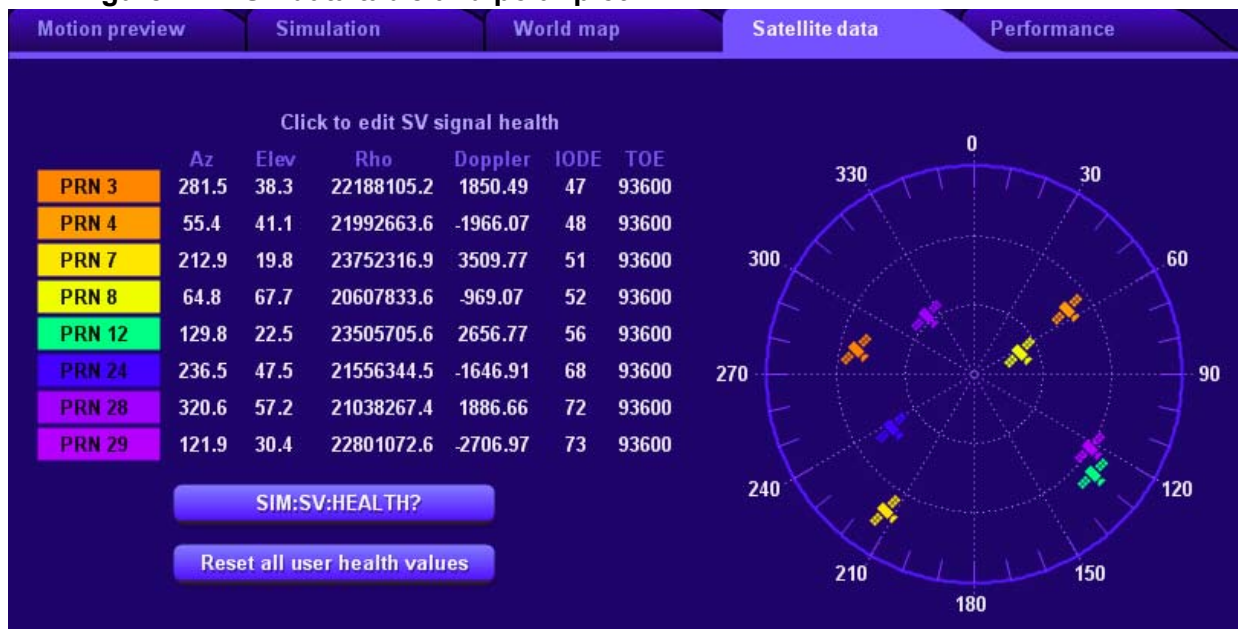 Motion preview Simulation World map Satellite data Performance
Click to edit SV signal health
Az Elev Rho Doppler IODE TOE
PRN 3 281.5 38.3 22188105.2 1850.49 47 93600
PRN 4 55.4 41.1 21992663.6 -1966.07 48 93600
PRN 7 212.9 19.8 23752316.9 3509.77 51 93600
PRN 8 64.8 67.7 20607833.6 -969.07 52 93600
PRN 12 129.8 22.5 23505705.6 2656.77 56 93600
PRN 24 236.5 47.5 21556344.5 -1646.91 68 93600
PRN 28 320.6 57.2 21038267.4 1886.66 72 93600
PRN 29 121.9 30.4 22801072.6 -2706.97 73 93600
SIM:SV:HEALTH?
Reset all user health values
0
330 30
300 60
270 90
240 120
210 150
180